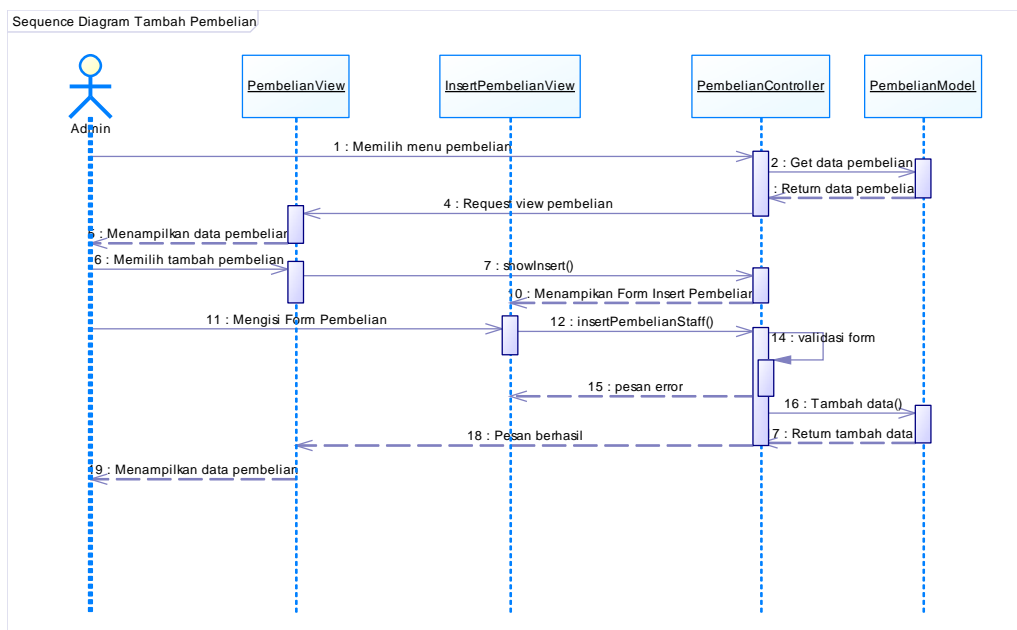 Sequence Diagram Tambah Pembelian
PembelianView
InsertPembelianView
PembelianController
PembelianModel
Admin
1 : Memilih menu pembelian
2 : Get data pembelian
: Return data pembelia
4 : Request view pembelian
5 : Menampilkan data pembelian
6 : Memilih tambah pembelian
7 : showInsert()
0 : Menampikan Form Insert Pembelian
11 : Mengisi Form Pembelian
12 : insertPembelianStaff()
14 : validasi form
15 : pesan error
16 : Tambah data()
7 : Return tambah data
18 : Pesan berhasil
9 : Menampilkan data pembelian